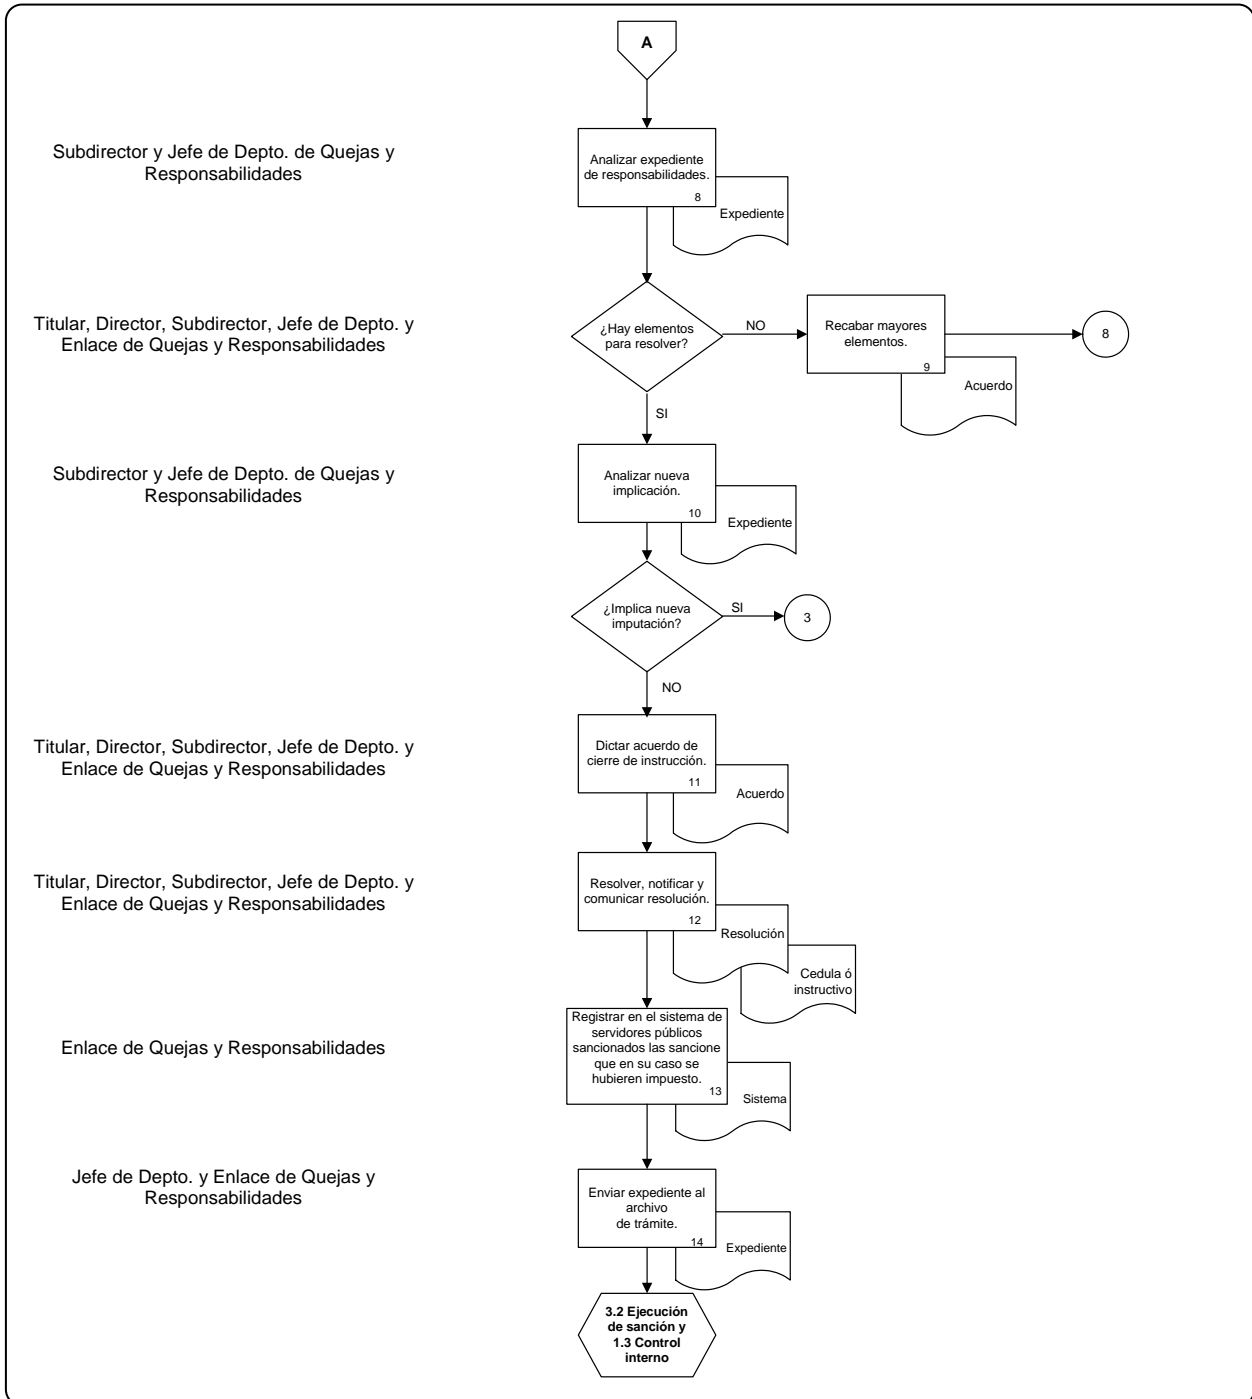 A
Subdirector y Jefe de Depto. de Quejas y
Responsabilidades
Analizar expediente
de responsabilidades.
8
Expediente
Titular, Director, Subdirector, Jefe de Depto. y
Enlace de Quejas y Responsabilidades
¿Hay elementos
para resolver?
NO
Recabar mayores
elementos.
9
Acuerdo
8
SI
Subdirector y Jefe de Depto. de Quejas y
Responsabilidades
Analizar nueva
implicación.
10
Expediente
¿Implica nueva
imputación?
SI
3
NO
Titular, Director, Subdirector, Jefe de Depto. y
Enlace de Quejas y Responsabilidades
Dictar acuerdo de
cierre de instrucción.
11
Acuerdo
Titular, Director, Subdirector, Jefe de Depto. y
Enlace de Quejas y Responsabilidades
Resolver, notificar y
comunicar resolución.
12
Resolución
Cedula ó
instructivo
Enlace de Quejas y Responsabilidades
Registrar en el sistema de
servidores públicos
sancionados las sancione
que en su caso se
hubieren impuesto.
13
Sistema
Jefe de Depto. y Enlace de Quejas y
Responsabilidades
Enviar expediente al
archivo
de trámite.
14
Expediente
3.2 Ejecución
de sanción y
1.3 Control
interno